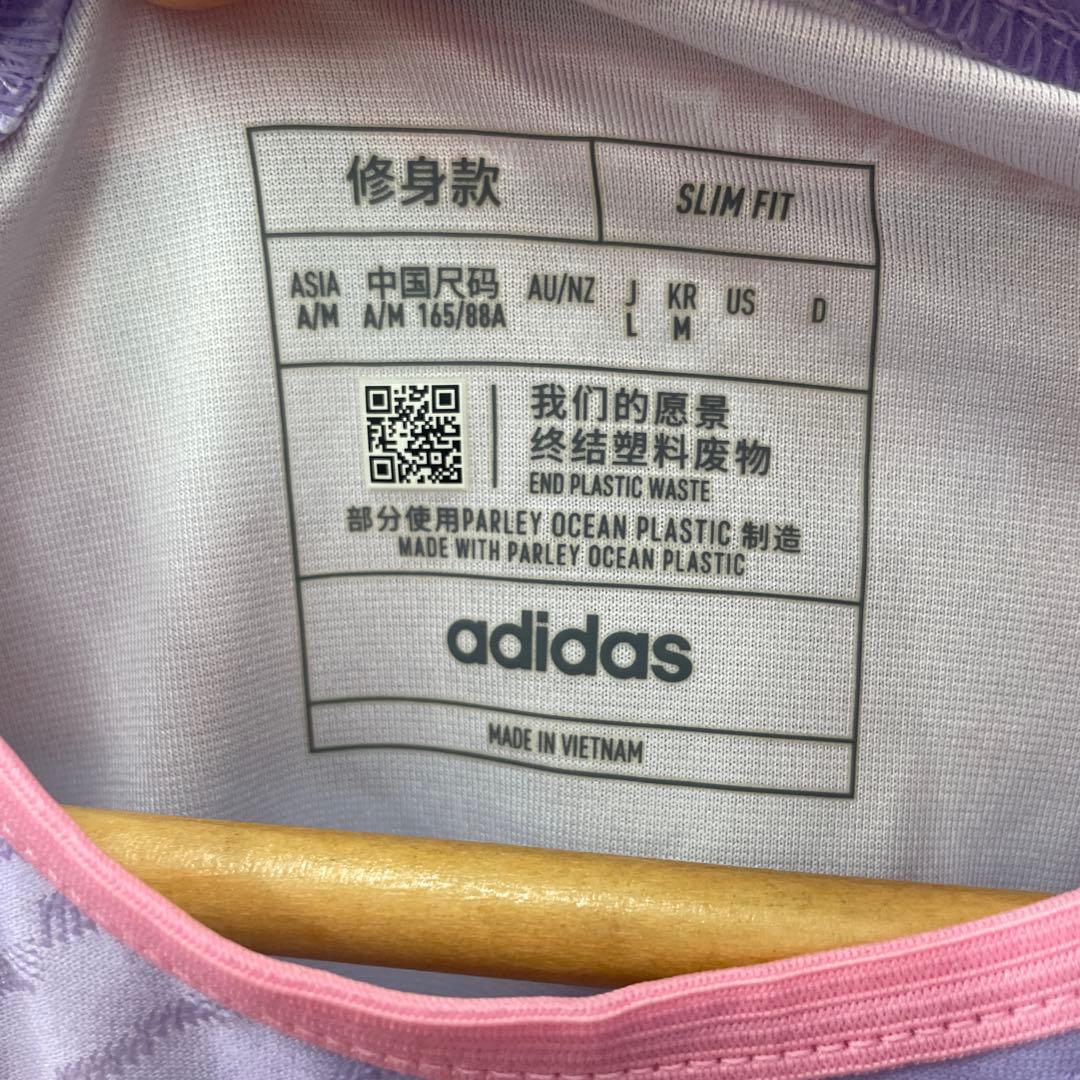 修身款
SLIM FIT
ASIA 中国尺码 AU/NZ J KR US D
A/M A/M 165/88A L M
我们的愿景
终结塑料废物
END PLASTIC WASTE
部分使用PARLEY OCEAN PLASTIC 制造
MADE WITH PARLEY OCEAN PLASTIC
adidas
MADE IN VIETNAM